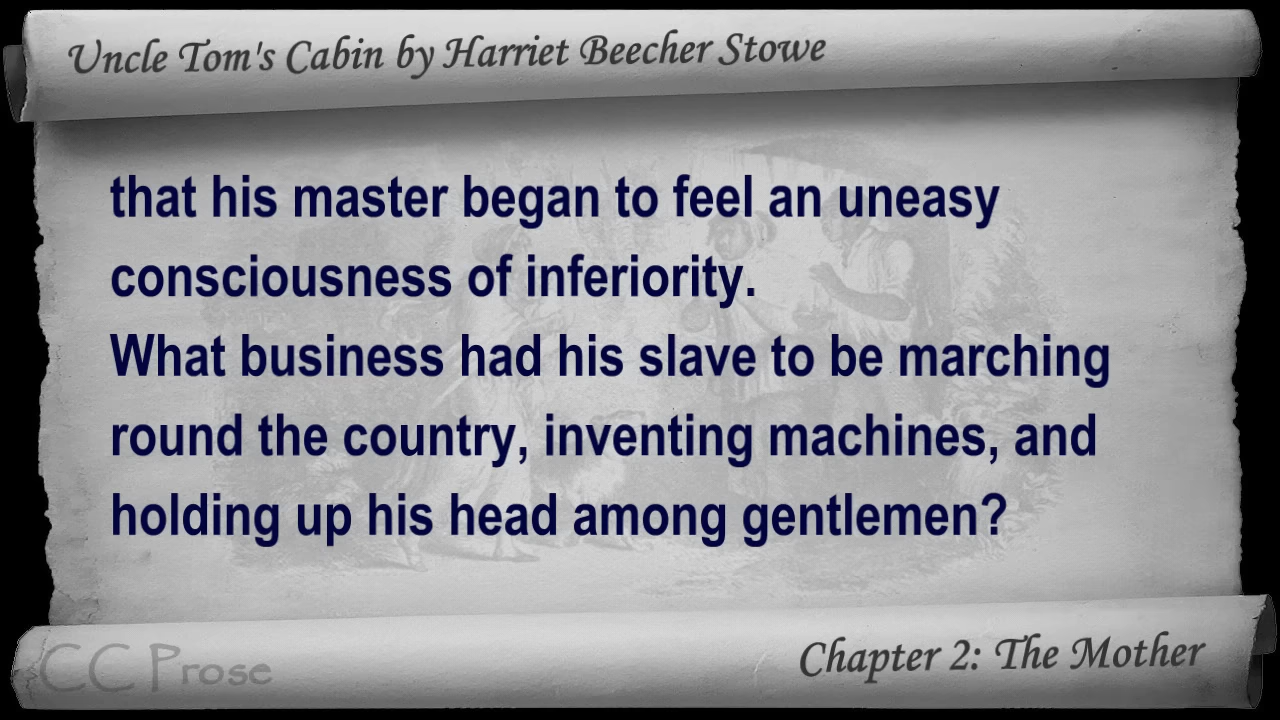 Uncle Tom's Cabin by Harriet Beecher Stowe
that his master began to feel an uneasy
consciousness of inferiority.
What business had his slave to be marching
round the country, inventing machines, and
holding up his head among gentlemen?
CC Prose
Chapter 2: The Mother